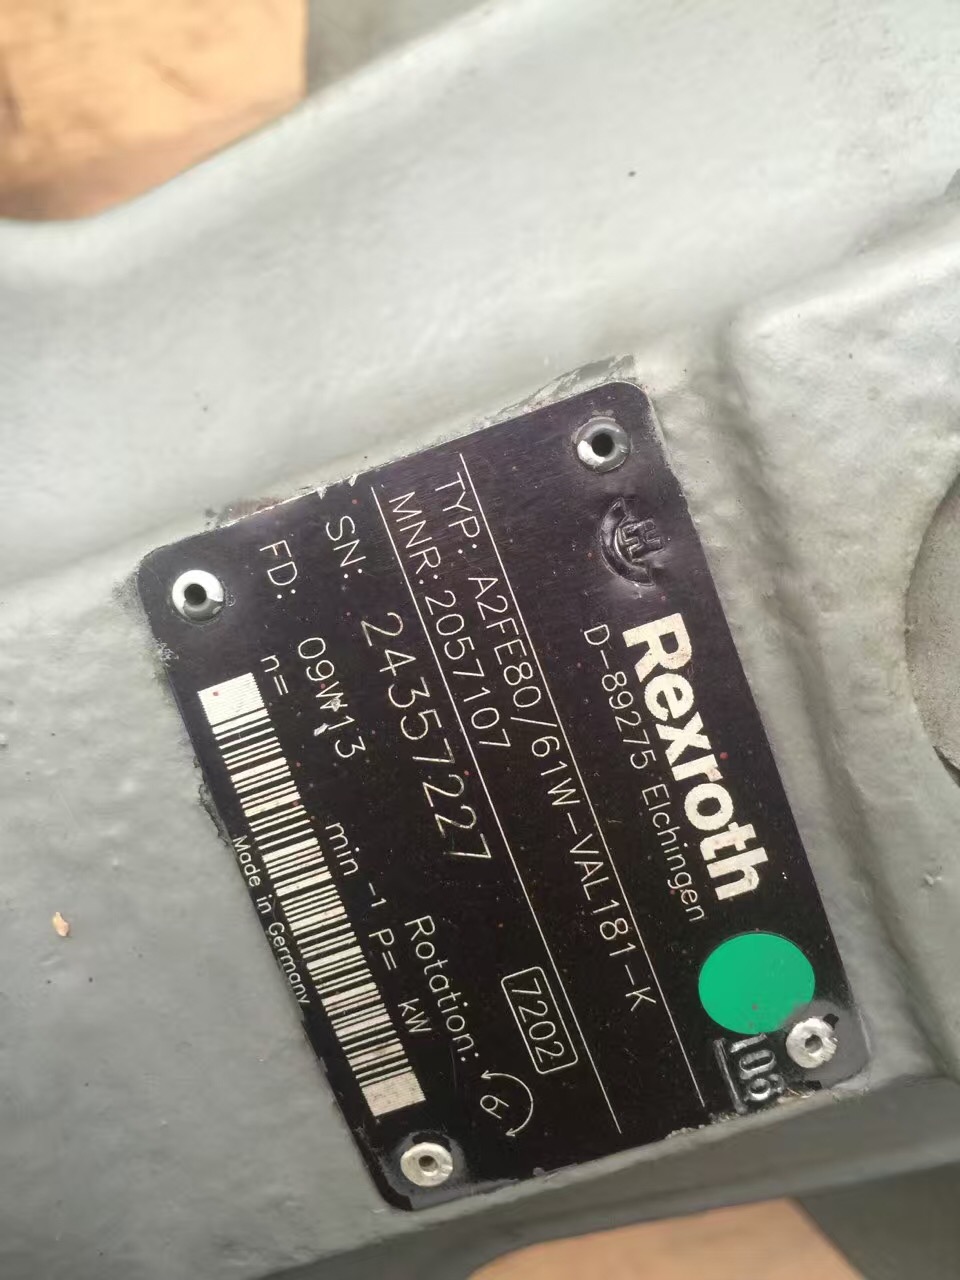 Rexroth
D-89275 Elchingen
106
TYP: A2FE80/61W-VAL181-K
MNR: 2057107
7202
SN: 24357227
Rotation:
FD: 09W13
n= min -1 P= kW
Made in Germany